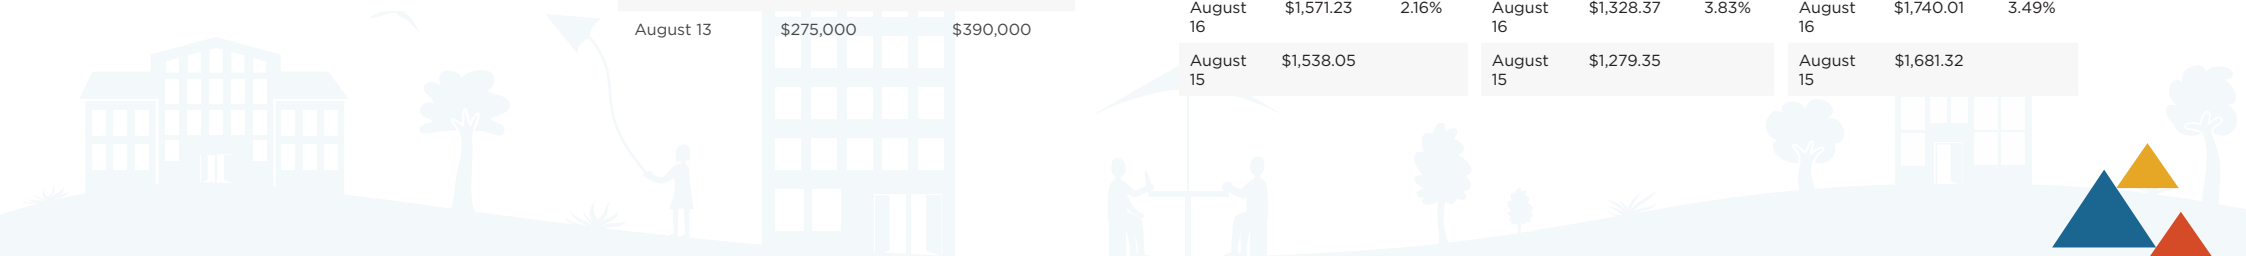 August 13 $275,000 $390,000
August $1,571.23 2.16%
16
August $1,538.05
15
August $1,328.37 3.83%
16
August $1,279.35
15
August $1,740.01 3.49%
16
August $1,681.32
15